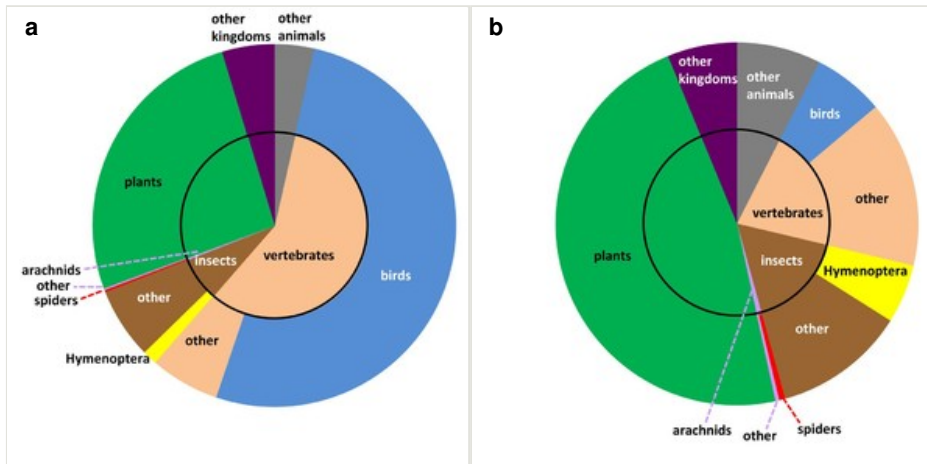 a
other
kingdoms
other
animals
plants
arachnids
other
spiders
insects
vertebrates
birds
other
other
Hymenoptera
b
other
kingdoms
other
animals
birds
other
vertebrates
plants
insects
Hymenoptera
other
arachnids
other
spiders